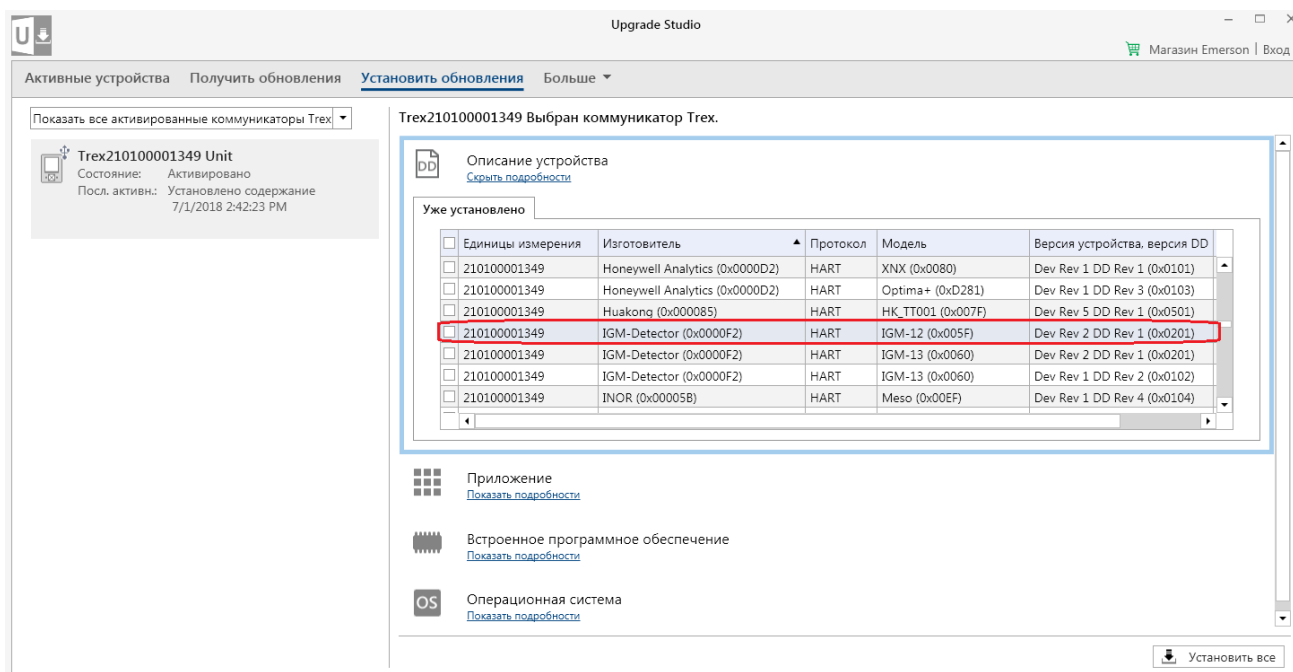 Upgrade Studio
U
Магазин Emerson | Вход
Активные устройства Получить обновления Установить обновления Больше
Показать все активированные коммуникаторы Trex
Trex210100001349 Unit
Состояние: Активировано
Посл. активн.: Установлено содержание
7/1/2018 2:42:23 PM
Trex210100001349 Выбран коммуникатор Trex.
DD
Описание устройства
Скрыть подробности
Уже установлено
Единицы измерения Изготовитель Протокол Модель Версия устройства, версия DD
210100001349 Honeywell Analytics (0x0000D2) HART XNX (0x0080) Dev Rev 1 DD Rev 1 (0x0101)
210100001349 Honeywell Analytics (0x0000D2) HART Optima+ (0xD281) Dev Rev 1 DD Rev 3 (0x0103)
210100001349 Huakong (0x000085) HART HK_TT001 (0x007F) Dev Rev 5 DD Rev 1 (0x0501)
210100001349 IGM-Detector (0x0000F2) HART IGM-12 (0x005F) Dev Rev 2 DD Rev 1 (0x0201)
210100001349 IGM-Detector (0x0000F2) HART IGM-13 (0x0060) Dev Rev 2 DD Rev 1 (0x0201)
210100001349 IGM-Detector (0x0000F2) HART IGM-13 (0x0060) Dev Rev 1 DD Rev 2 (0x0102)
210100001349 INOR (0x00005B) HART Meso (0x00EF) Dev Rev 1 DD Rev 4 (0x0104)
Приложение
Показать подробности
Встроенное программное обеспечение
Показать подробности
OS
Операционная система
Показать подробности
Установить все